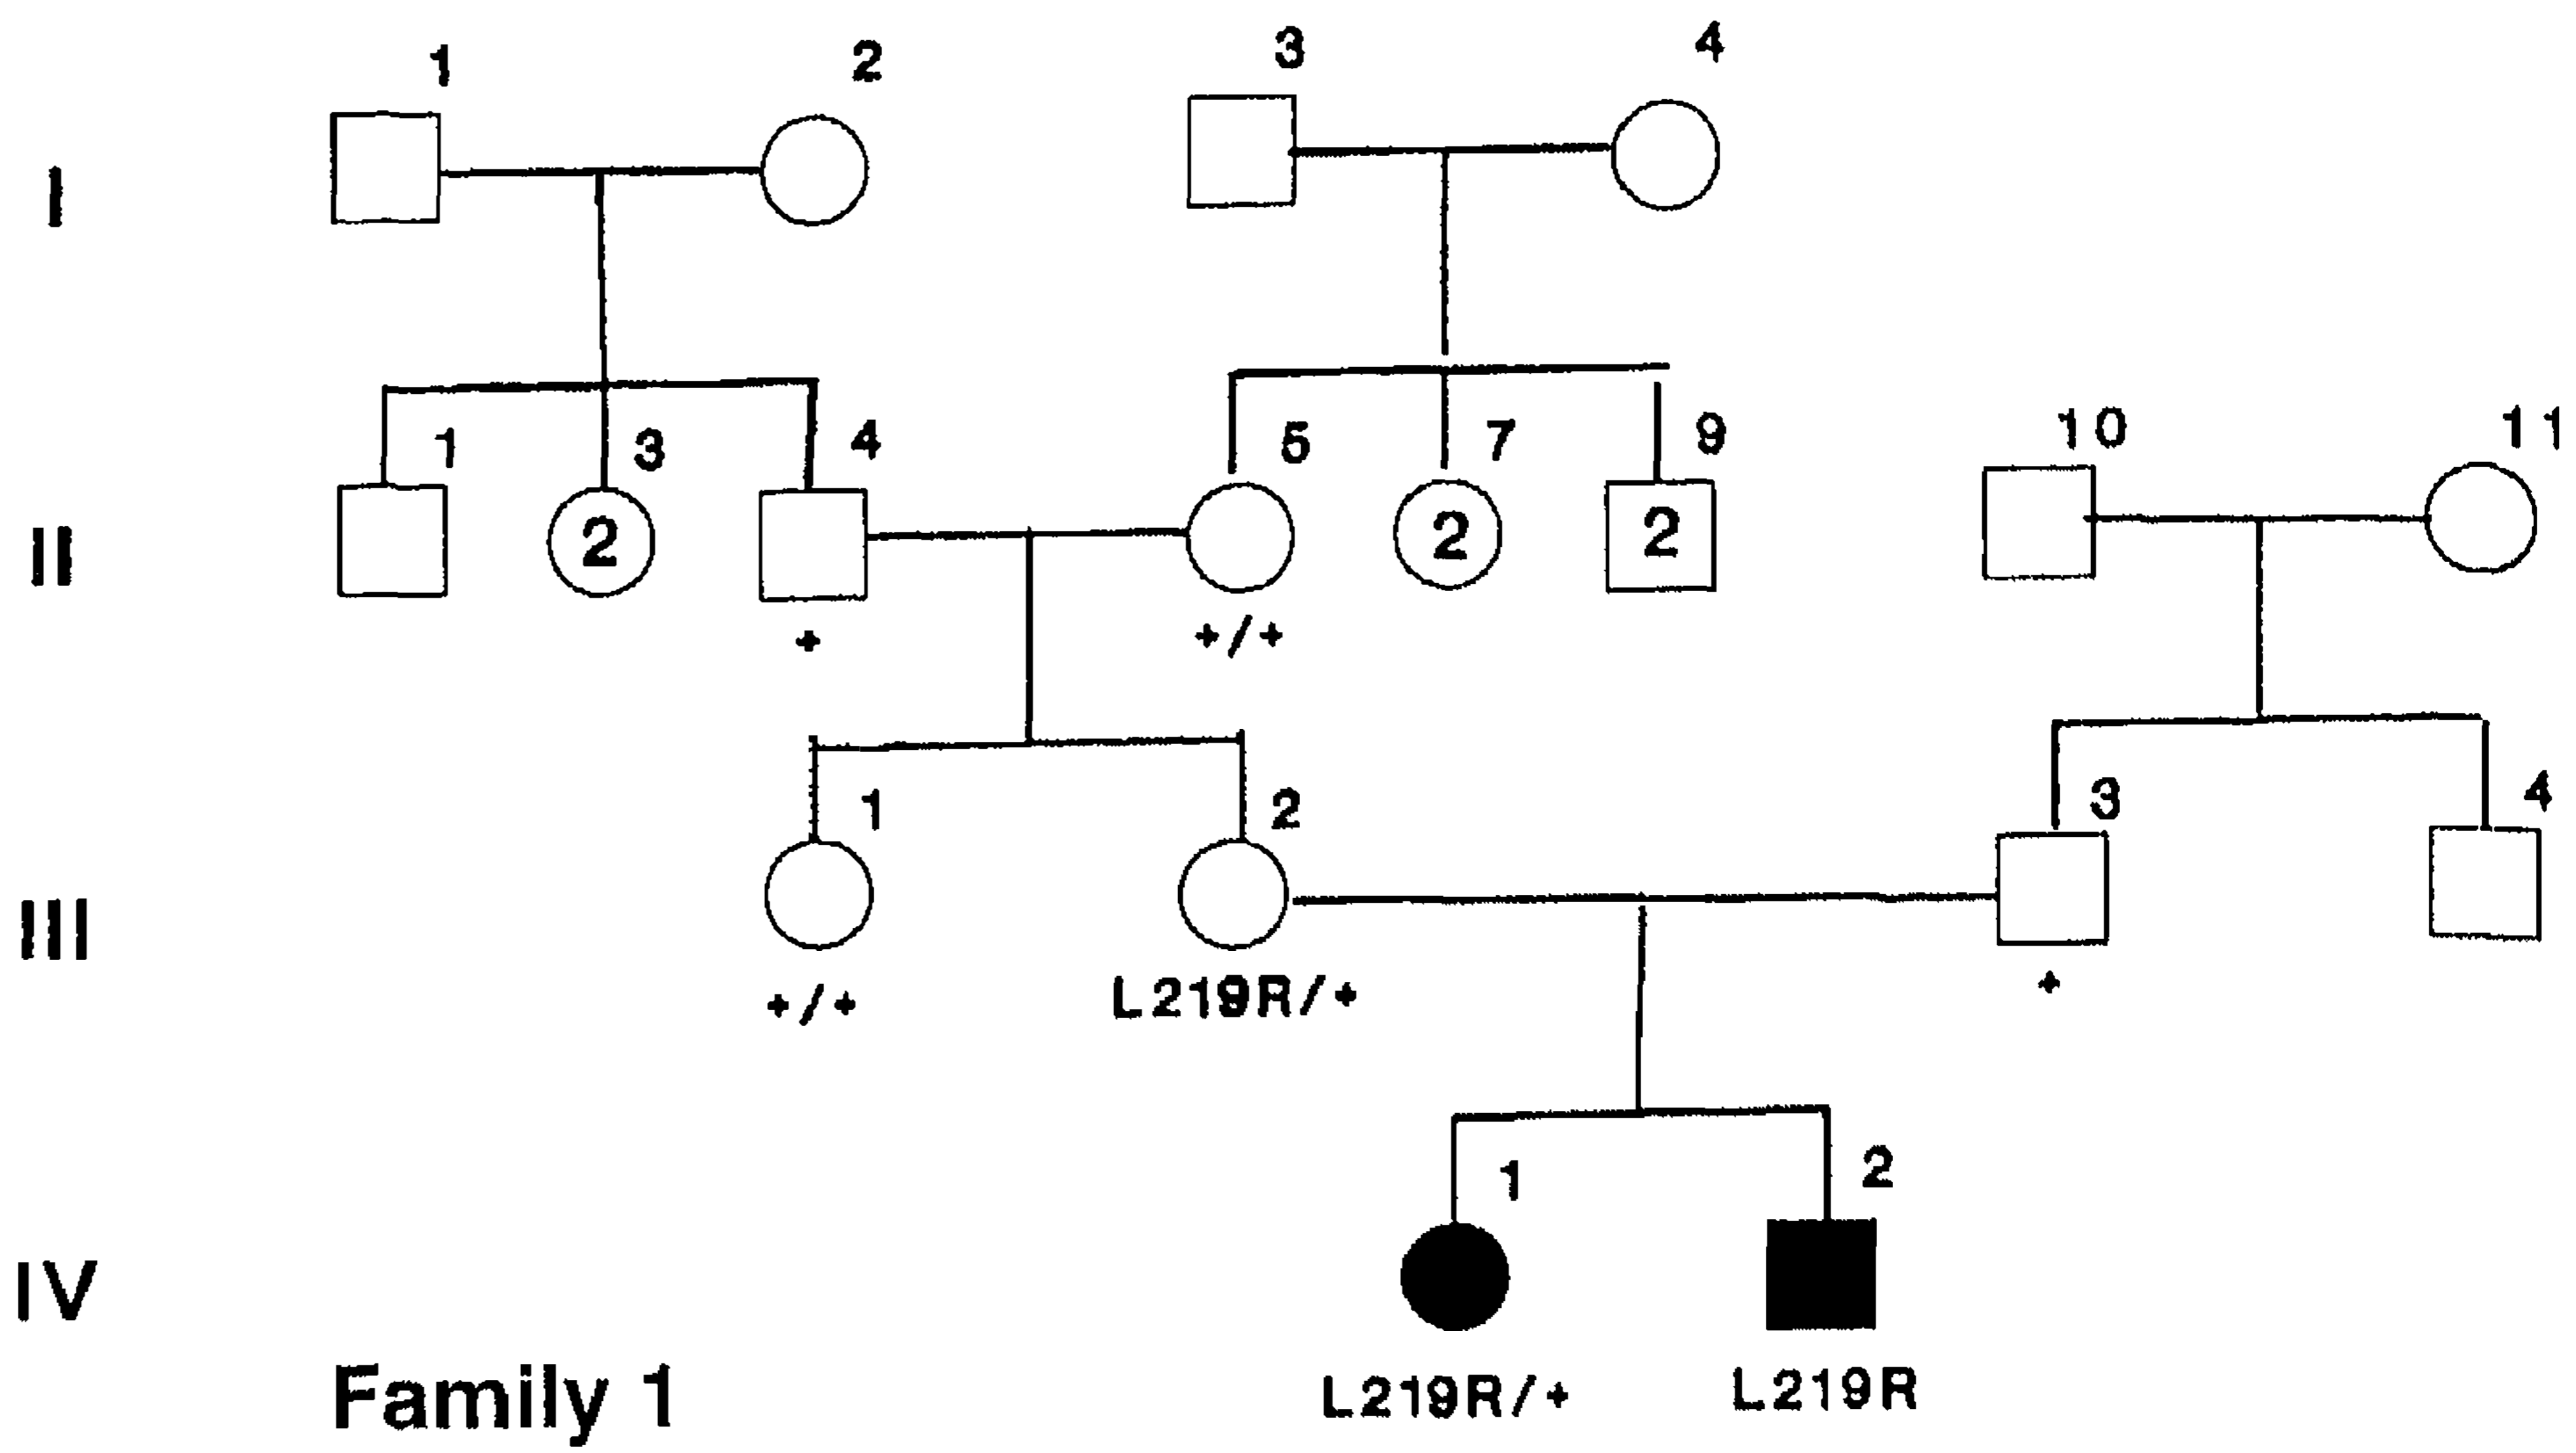 1 2 3 4
I
1 3 4 5 7 9 10 11
II 2 2 2
+ +/+
1 2 3 4
III
+/+ L219R/+ +
1 2
IV
L219R/+ L219R
Family 1